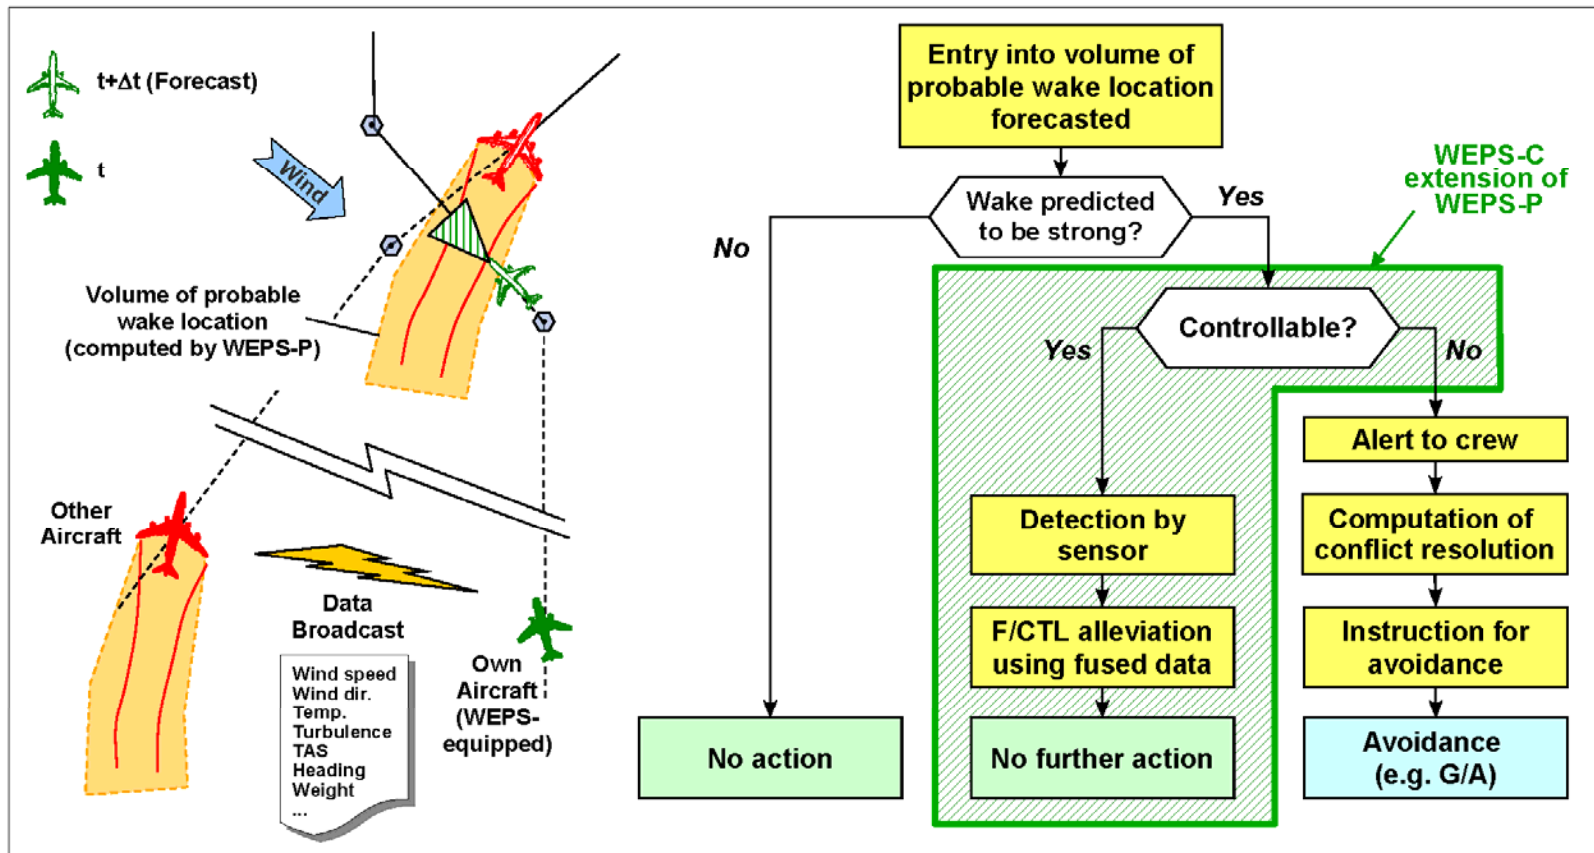 t+Δt (Forecast)
t
Wind
Volume of probable
wake location
(computed by WEPS-P)
Other
Aircraft
Data
Broadcast
Wind speed
Wind dir.
Temp.
Turbulence
TAS
Heading
Weight
...
Own
Aircraft
(WEPS-
equipped)
Entry into volume of
probable wake location
forecasted
Wake predicted
to be strong?
No
Yes
WEPS-C
extension of
WEPS-P
Controllable?
Yes
No
Detection by
sensor
F/CTL alleviation
using fused data
No further action
No action
Alert to crew
Computation of
conflict resolution
Instruction for
avoidance
Avoidance
(e.g. G/A)